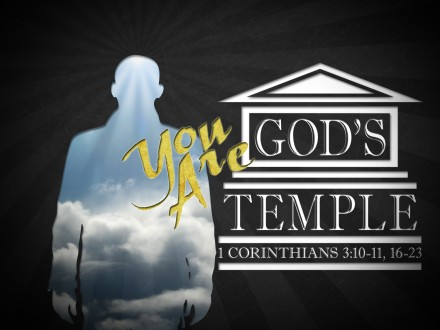 You
Are
GOD'S
TEMPLE
1 CORINTHIANS 3:10-11, 16-23